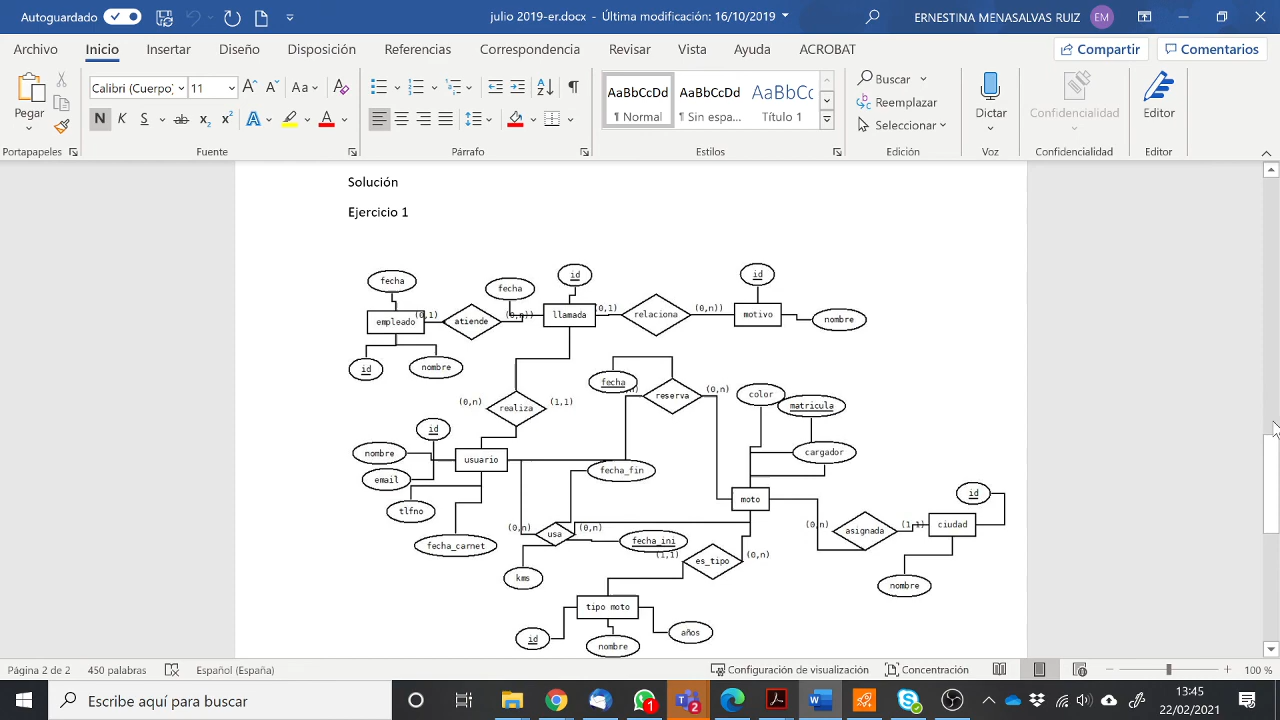 Autoguardado
julio 2019-er.docx - Última modificación: 16/10/2019
ERNESTINA MENASALVAS RUIZ
EM
Archivo Inicio Insertar Diseño Disposición Referencias Correspondencia Revisar Vista Ayuda ACROBAT
Compartir
Comentarios
Pegar
Calibri (Cuerpo)
11
Aa
N K S ab x₂ x²
A A
AaBbCcDd AaBbCcDd AaBbCc
¶ Normal ¶ Sin espa... Título 1
Buscar
Reemplazar
Seleccionar
Dictar
Confidencialidad
Editor
Portapapeles Fuente Párrafo Estilos Edición Voz Confidencialidad Editor
Solución
Ejercicio 1
fecha
fecha
id
id
empleado
(0,1)
atiende
(0,n)
llamada
(0,1)
relaciona
(0,n)
motivo
nombre
id
nombre
fecha
reserva
(0,n)
color
matricula
(0,n)
realiza
(1,1)
id
nombre
usuario
cargador
email
fecha_fin
tlfno
moto
id
fecha_carnet
(0,n)
usa
(0,n)
fecha_ini
(0,n)
asignada
(1,1)
ciudad
(1,1)
es_tipo
(0,n)
kms
nombre
tipo moto
id
nombre
años
Página 2 de 2
450 palabras
Español (España)
Configuración de visualización
Concentración
100 %
Escribe aquí para buscar
1
2
13:45
22/02/2021